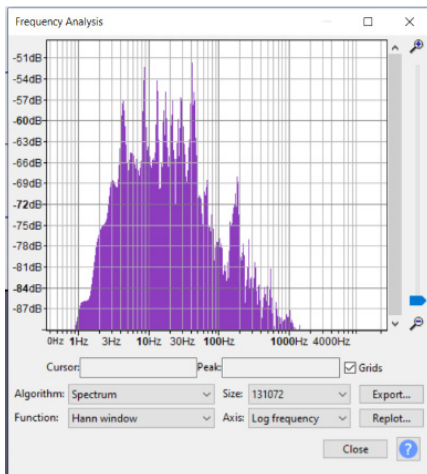 Frequency Analysis
-51dB
-54dB
-57dB
-60dB
-63dB
-66dB
-69dB
-72dB
-75dB
-78dB
-81dB
-84dB
-87dB
0Hz 1Hz 3Hz 10Hz 30Hz 100Hz 1000Hz 4000Hz
Cursor: Peak: Grids
Algorithm: Spectrum Size: 131072 Export...
Function: Hann window Axis: Log frequency Replot...
Close ?